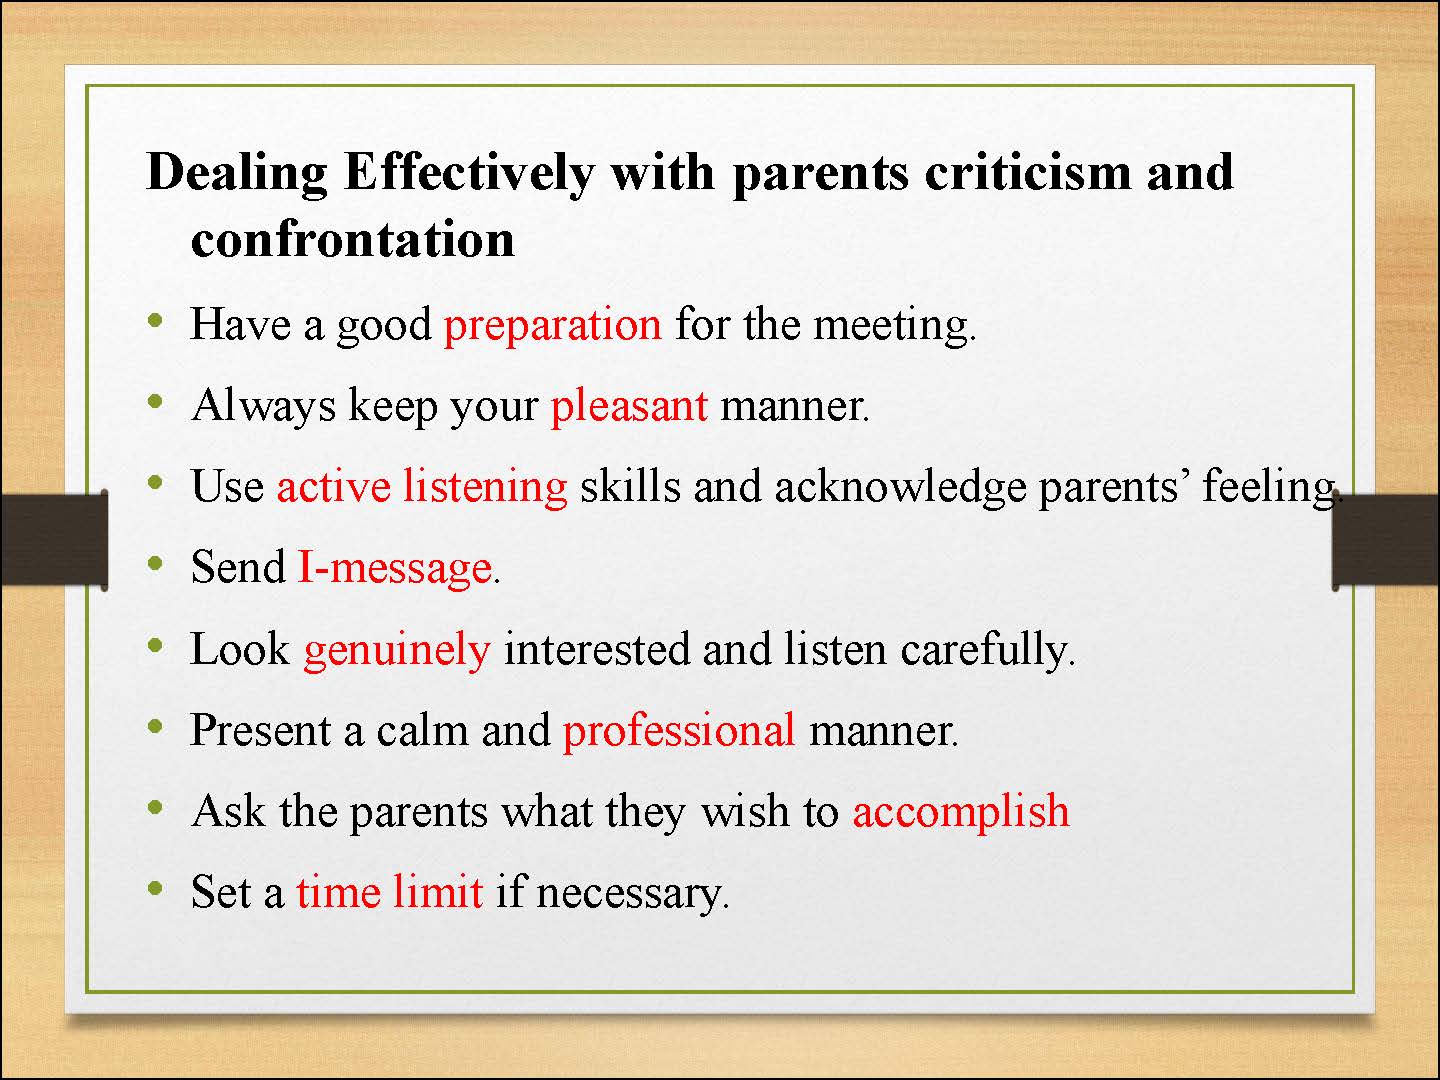 Dealing Effectively with parents criticism and
confrontation
• Have a good preparation for the meeting.
• Always keep your pleasant manner.
• Use active listening skills and acknowledge parents’ feeling.
• Send I-message.
• Look genuinely interested and listen carefully.
• Present a calm and professional manner.
• Ask the parents what they wish to accomplish
• Set a time limit if necessary.